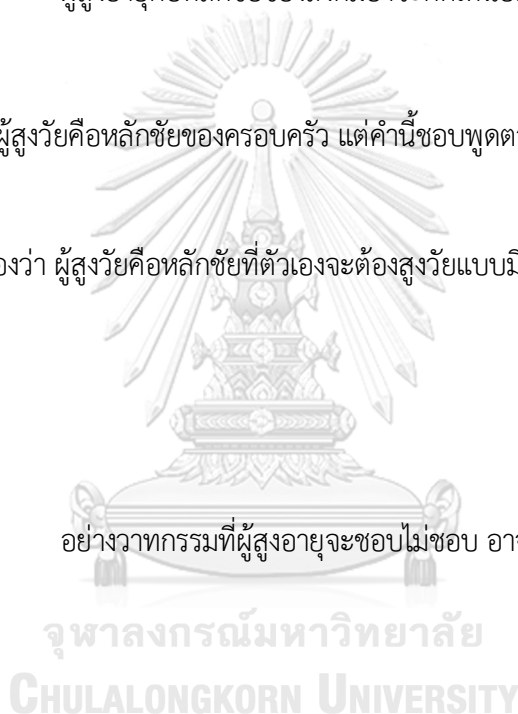 ผู้สูงวัยคือหลักชัยของครอบครัว แต่คำนี้ชอบพูดต
องว่า ผู้สูงวัยคือหลักชัยที่ตัวเองจะต้องสูงวัยแบบมี
อย่างวาทกรรมที่ผู้สูงอายุจะชอบไม่ชอบ อาจ
จุฬาลงกรณ์มหาวิทยาลัย
CHULALONGKORN UNIVERSITY